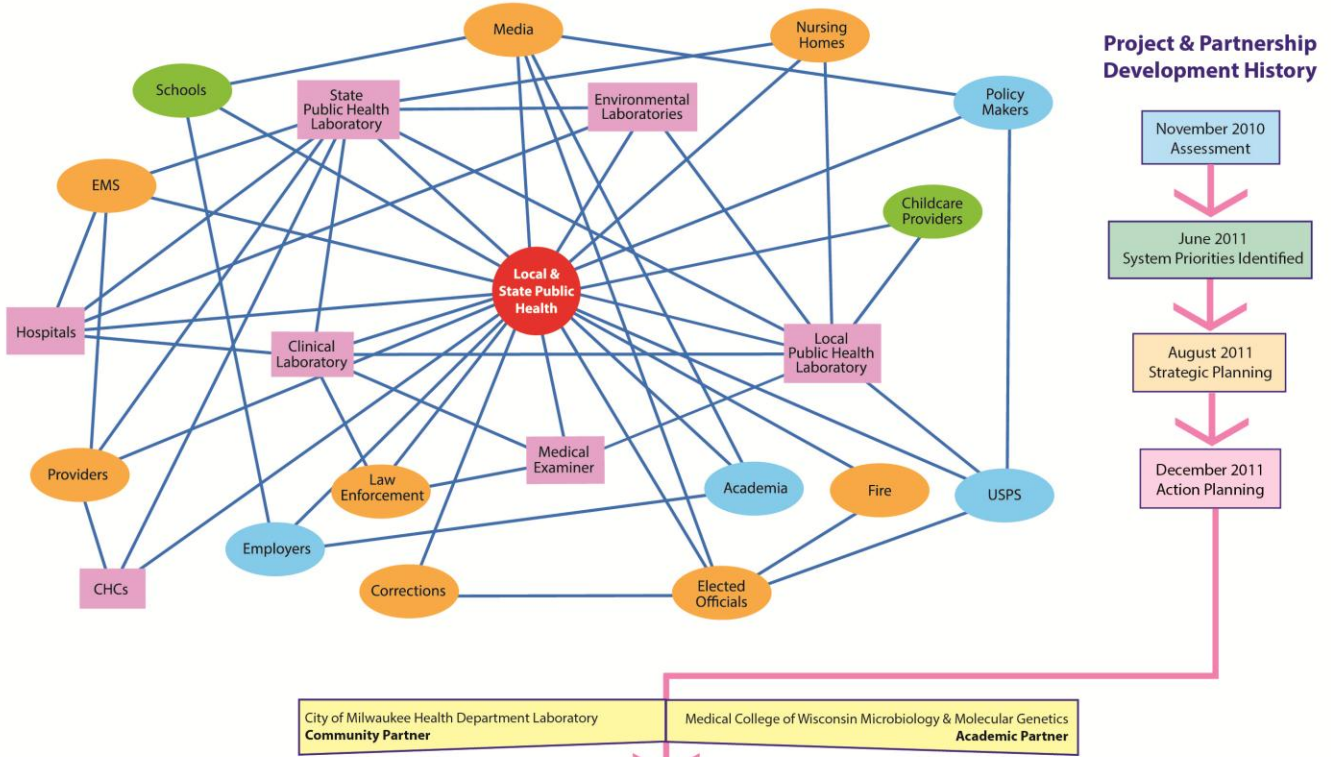 Media
Nursing
Homes
Project & Partnership
Development History
Schools
State
Public Health
Laboratory
Environmental
Laboratories
Policy
Makers
November 2010
Assessment
EMS
Childcare
Providers
June 2011
System Priorities Identified
Local &
State Public
Health
Hospitals
Clinical
Laboratory
Local
Public Health
Laboratory
August 2011
Strategic Planning
Providers
Law
Enforcement
Medical
Examiner
Academia
Fire
USPS
December 2011
Action Planning
Employers
CHCs
Corrections
Elected
Officials
City of Milwaukee Health Department Laboratory
Community Partner
Medical College of Wisconsin Microbiology & Molecular Genetics
Academic Partner